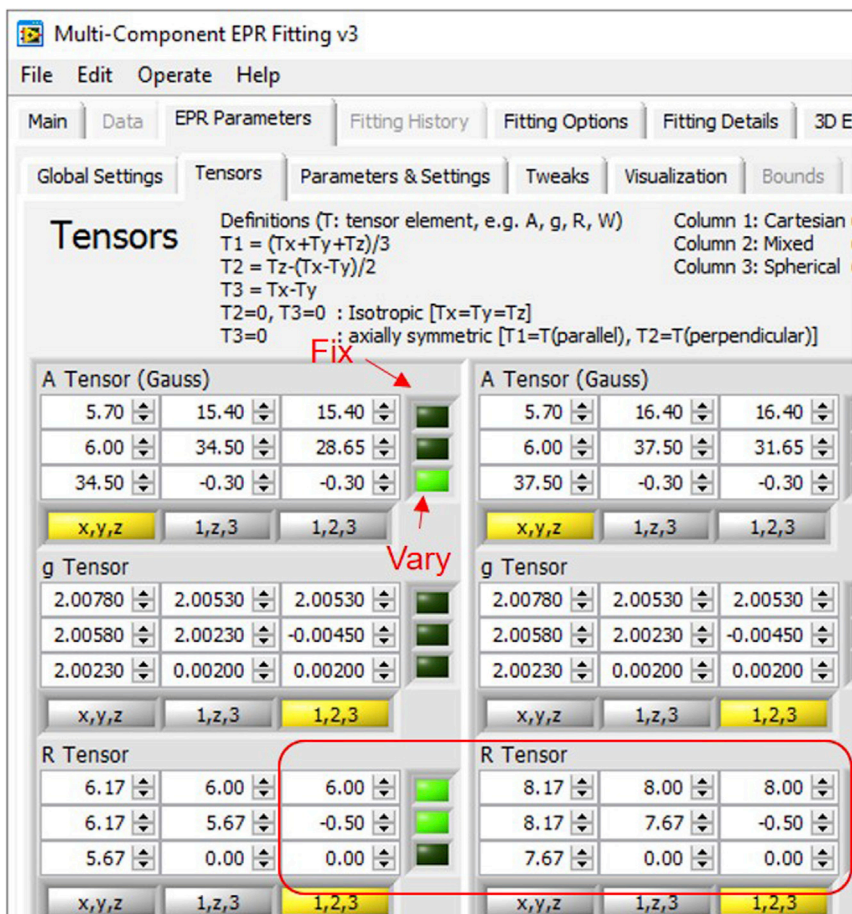 Multi-Component EPR Fitting v3
File Edit Operate Help
Main Data EPR Parameters Fitting History Fitting Options Fitting Details 3D E
Global Settings Tensors Parameters & Settings Tweaks Visualization Bounds
Tensors
Definitions (T: tensor element, e.g. A, g, R, W)
T1 = (Tx+Ty+Tz)/3
T2 = Tz-(Tx-Ty)/2
T3 = Tx-Ty
T2=0, T3=0 : Isotropic [Tx=Ty=Tz]
T3=0 : axially symmetric [T1=T(parallel), T2=T(perpendicular)]
Column 1: Cartesian
Column 2: Mixed
Column 3: Spherical
Fix
A Tensor (Gauss) A Tensor (Gauss)
5.70 15.40 15.40 5.70 16.40 16.40
6.00 34.50 28.65 6.00 37.50 31.65
34.50 -0.30 -0.30 37.50 -0.30 -0.30
x,y,z 1,z,3 1,2,3 x,y,z 1,z,3 1,2,3
Vary
g Tensor g Tensor
2.00780 2.00530 2.00530 2.00780 2.00530 2.00530
2.00580 2.00230 -0.00450 2.00580 2.00230 -0.00450
2.00230 0.00200 0.00200 2.00230 0.00200 0.00200
x,y,z 1,z,3 1,2,3 x,y,z 1,z,3 1,2,3
R Tensor R Tensor
6.17 6.00 6.00 8.17 8.00 8.00
6.17 5.67 -0.50 8.17 7.67 -0.50
5.67 0.00 0.00 7.67 0.00 0.00
x,y,z 1,z,3 1,2,3 x,y,z 1,z,3 1,2,3